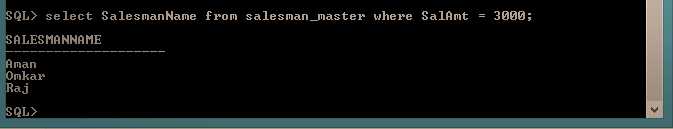 SQL> select SalesmanName from salesman_master where SalAmt = 3000;
SALESMANNAME
--------------------
Aman
Omkar
Raj
SQL>